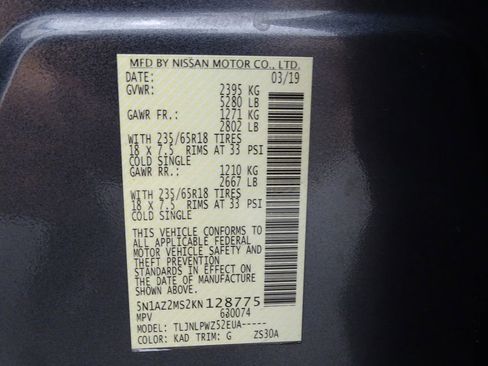 MFD BY NISSAN MOTOR CO., LTD.
DATE: 03/19
GVWR: 2395 KG
5280 LB
GAWR FR.: 1271 KG
2802 LB
WITH 235/65R18 TIRES
18 X 7.5 RIMS AT 33 PSI
COLD SINGLE
GAWR RR.: 1210 KG
2667 LB
WITH 235/65R18 TIRES
18 X 7.5 RIMS AT 33 PSI
COLD SINGLE
THIS VEHICLE CONFORMS TO
ALL APPLICABLE FEDERAL
MOTOR VEHICLE SAFETY AND
THEFT PREVENTION
STANDARDS IN EFFECT ON
THE DATE OF MANUFACTURE
SHOWN ABOVE.
5N1AZ2MS2KN128775
MPV 630074
MODEL: TLJNLPWZ52EUA-----
COLOR: KAD TRIM: G ZS30A